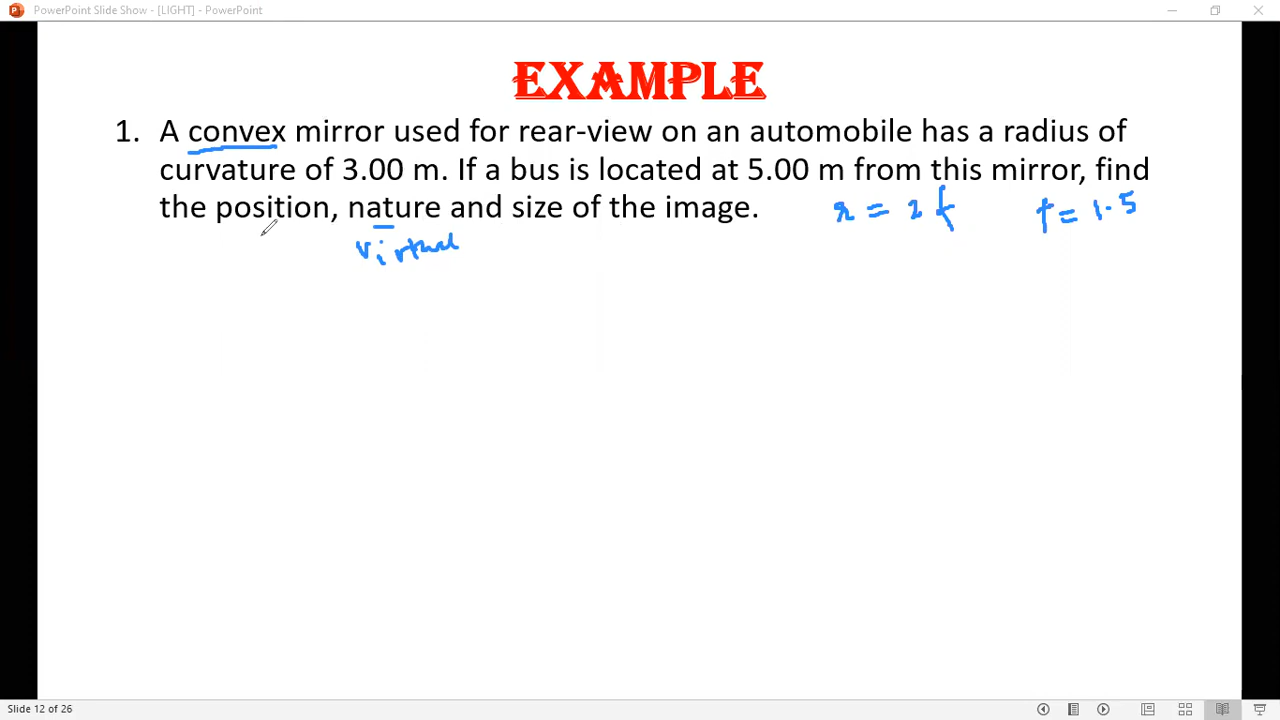 PowerPoint Slide Show - [LIGHT] - PowerPoint
EXAMPLE
1. A convex mirror used for rear-view on an automobile has a radius of
curvature of 3.00 m. If a bus is located at 5.00 m from this mirror, find
the position, nature and size of the image.
r = 2 f f = 1.5
virtual
Slide 12 of 26